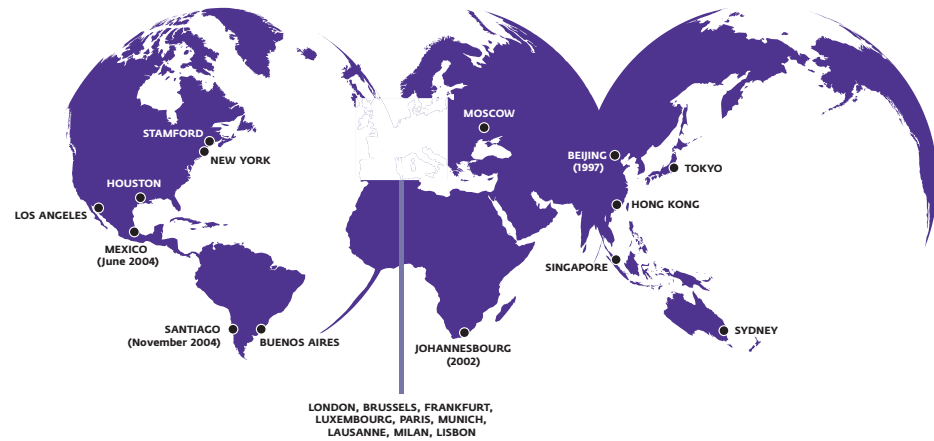 MOSCOW
STAMFORD
NEW YORK
BEIJING
(1997)
TOKYO
HOUSTON
LOS ANGELES
HONG KONG
MEXICO
(June 2004)
SINGAPORE
SANTIAGO
(November 2004)
BUENOS AIRES
SYDNEY
JOHANNESBOURG
(2002)
LONDON, BRUSSELS, FRANKFURT,
LUXEMBOURG, PARIS, MUNICH,
LAUSANNE, MILAN, LISBON